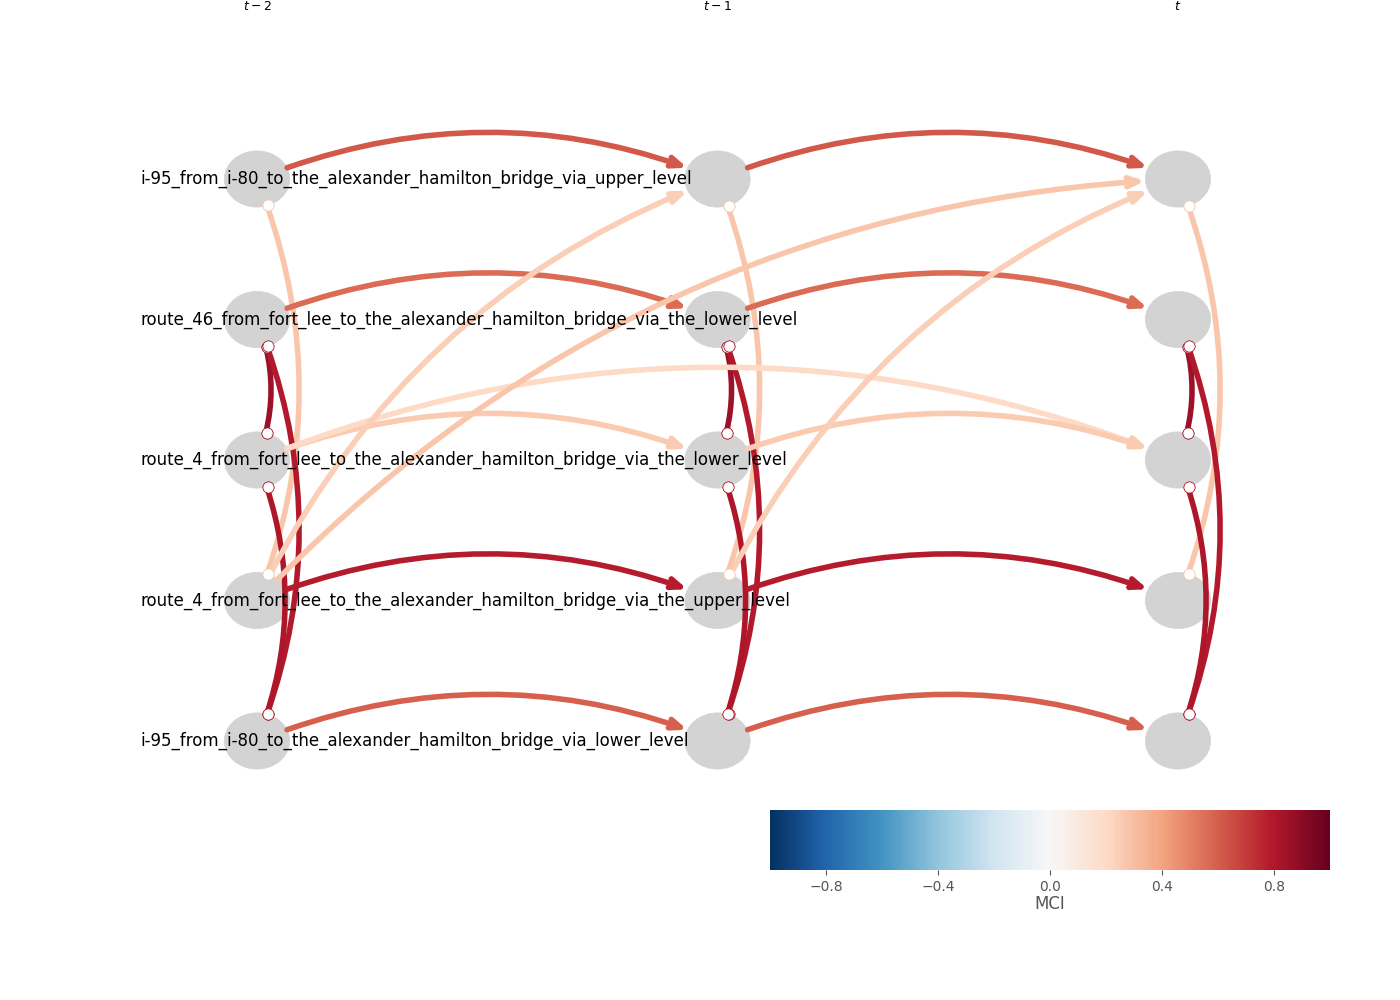 t − 2 t − 1 t
i-95_from_i-80_to_the_alexander_hamilton_bridge_via_upper_level
route_46_from_fort_lee_to_the_alexander_hamilton_bridge_via_the_lower_level
route_4_from_fort_lee_to_the_alexander_hamilton_bridge_via_the_lower_level
route_4_from_fort_lee_to_the_alexander_hamilton_bridge_via_the_upper_level
i-95_from_i-80_to_the_alexander_hamilton_bridge_via_lower_level
−0.8 −0.4 0.0 0.4 0.8
MCI